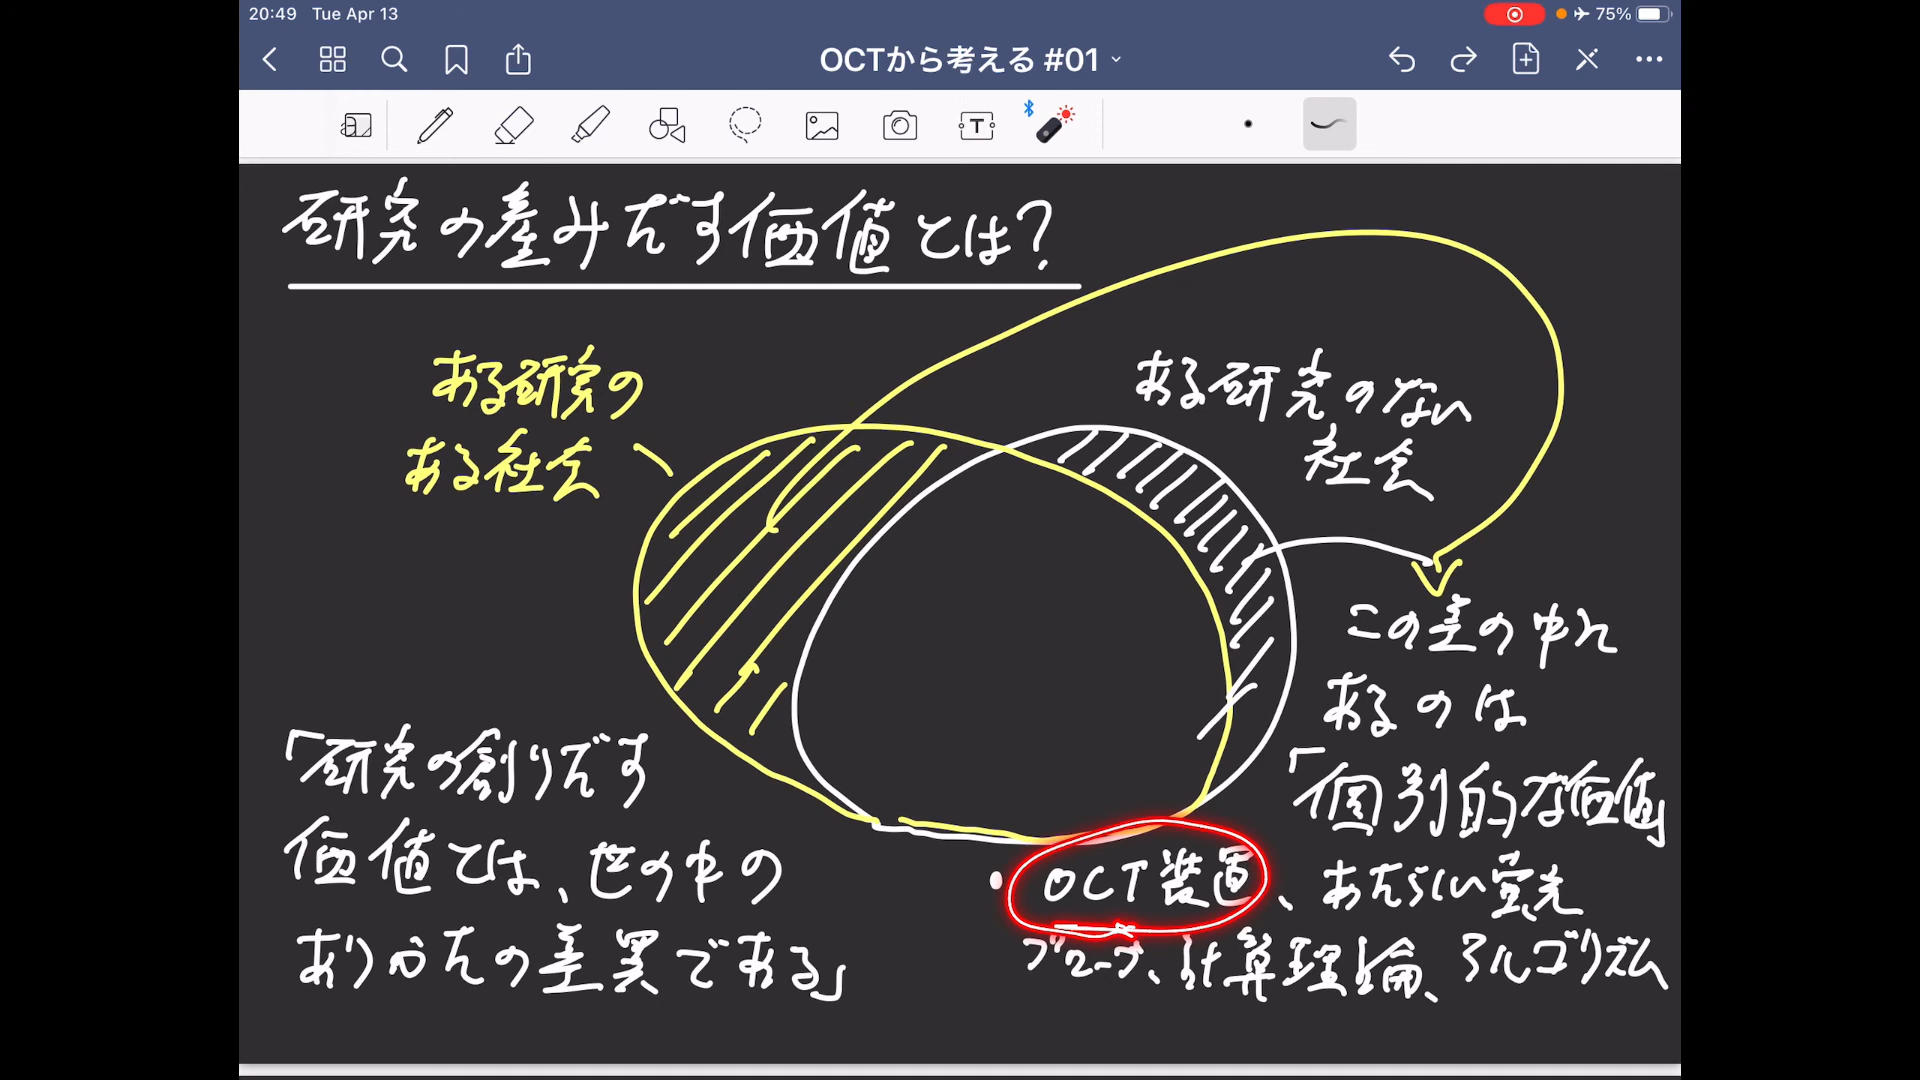 20:49 Tue Apr 13
75%
OCTから考える #01
T
研究の産みだす価値とは?
ある研究の
ある社会
ある研究のない
社会
この差の中に
あるのは
「個別的な価値」
・OCT装置、あたらしい蛍光
プローブ、計算理論、アルゴリズム
「研究の創りだす
価値とは、世の中の
ありかたの差異である」